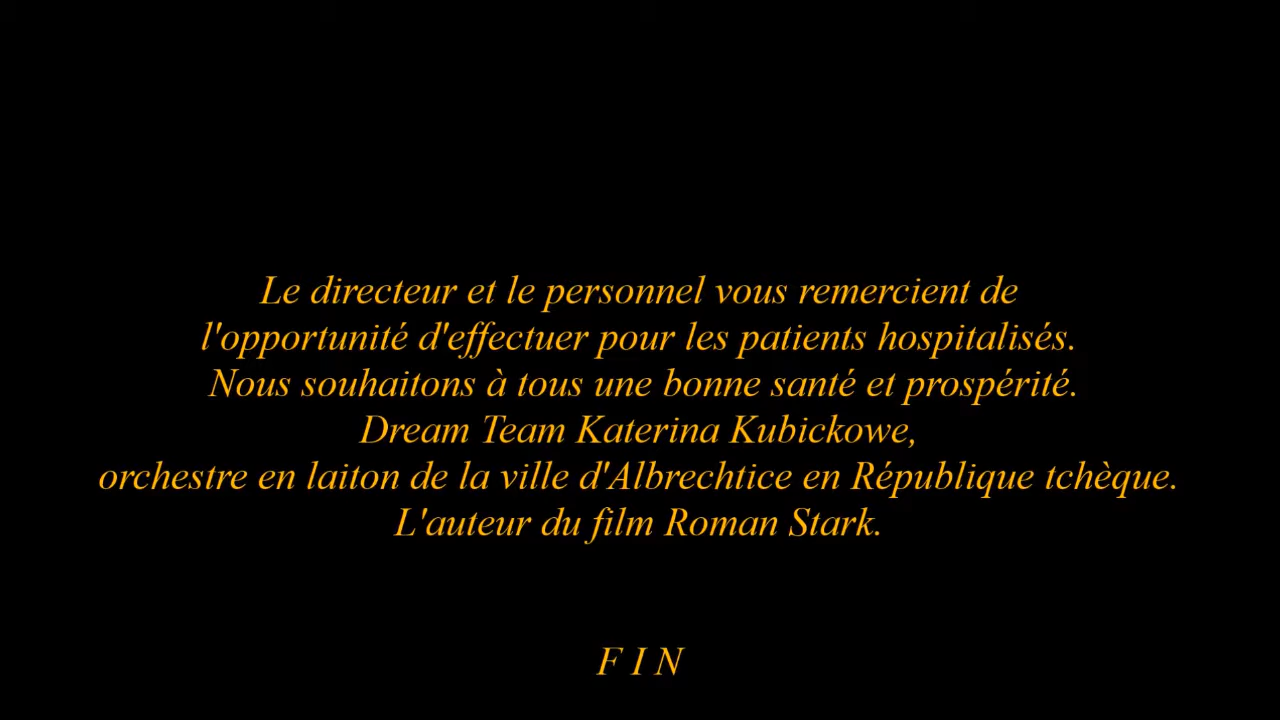 Le directeur et le personnel vous remercient de
l'opportunité d'effectuer pour les patients hospitalisés.
Nous souhaitons à tous une bonne santé et prospérité.
Dream Team Katerina Kubickowe,
orchestre en laiton de la ville d'Albrechtice en République tchèque.
L'auteur du film Roman Stark.
F I N